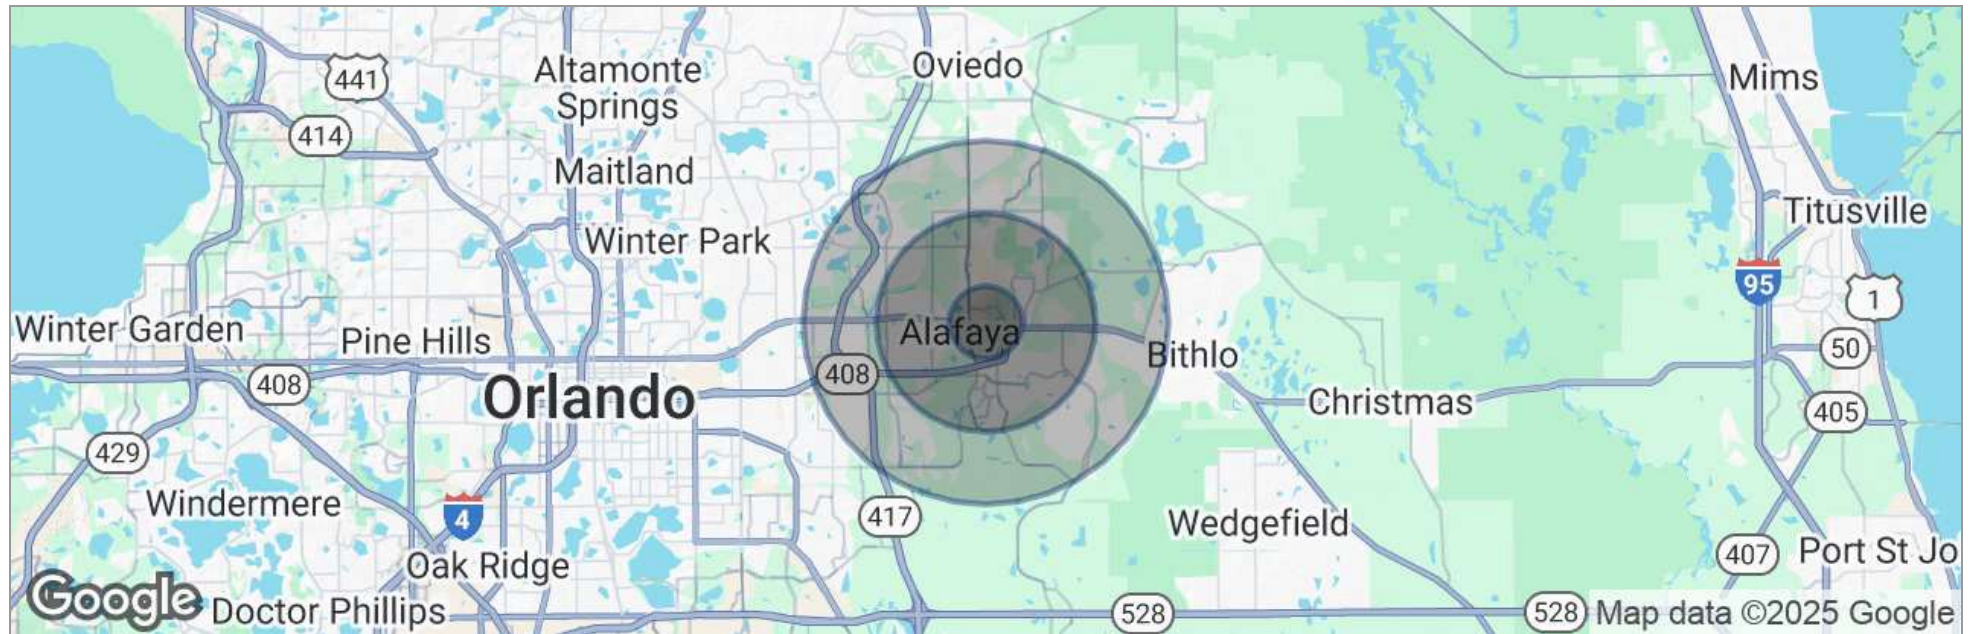 Oviedo
441
Altamonte
Springs
Mims
414
Maitland
Titusville
Winter Park
95
1
Winter Garden
Pine Hills
Alafaya
Bithlo
50
408
408
Orlando
Christmas
405
429
Windermere
4
417
Wedgefield
407
Port St Jo
Oak Ridge
Google
Doctor Phillips
528
528
Map data ©2025 Google